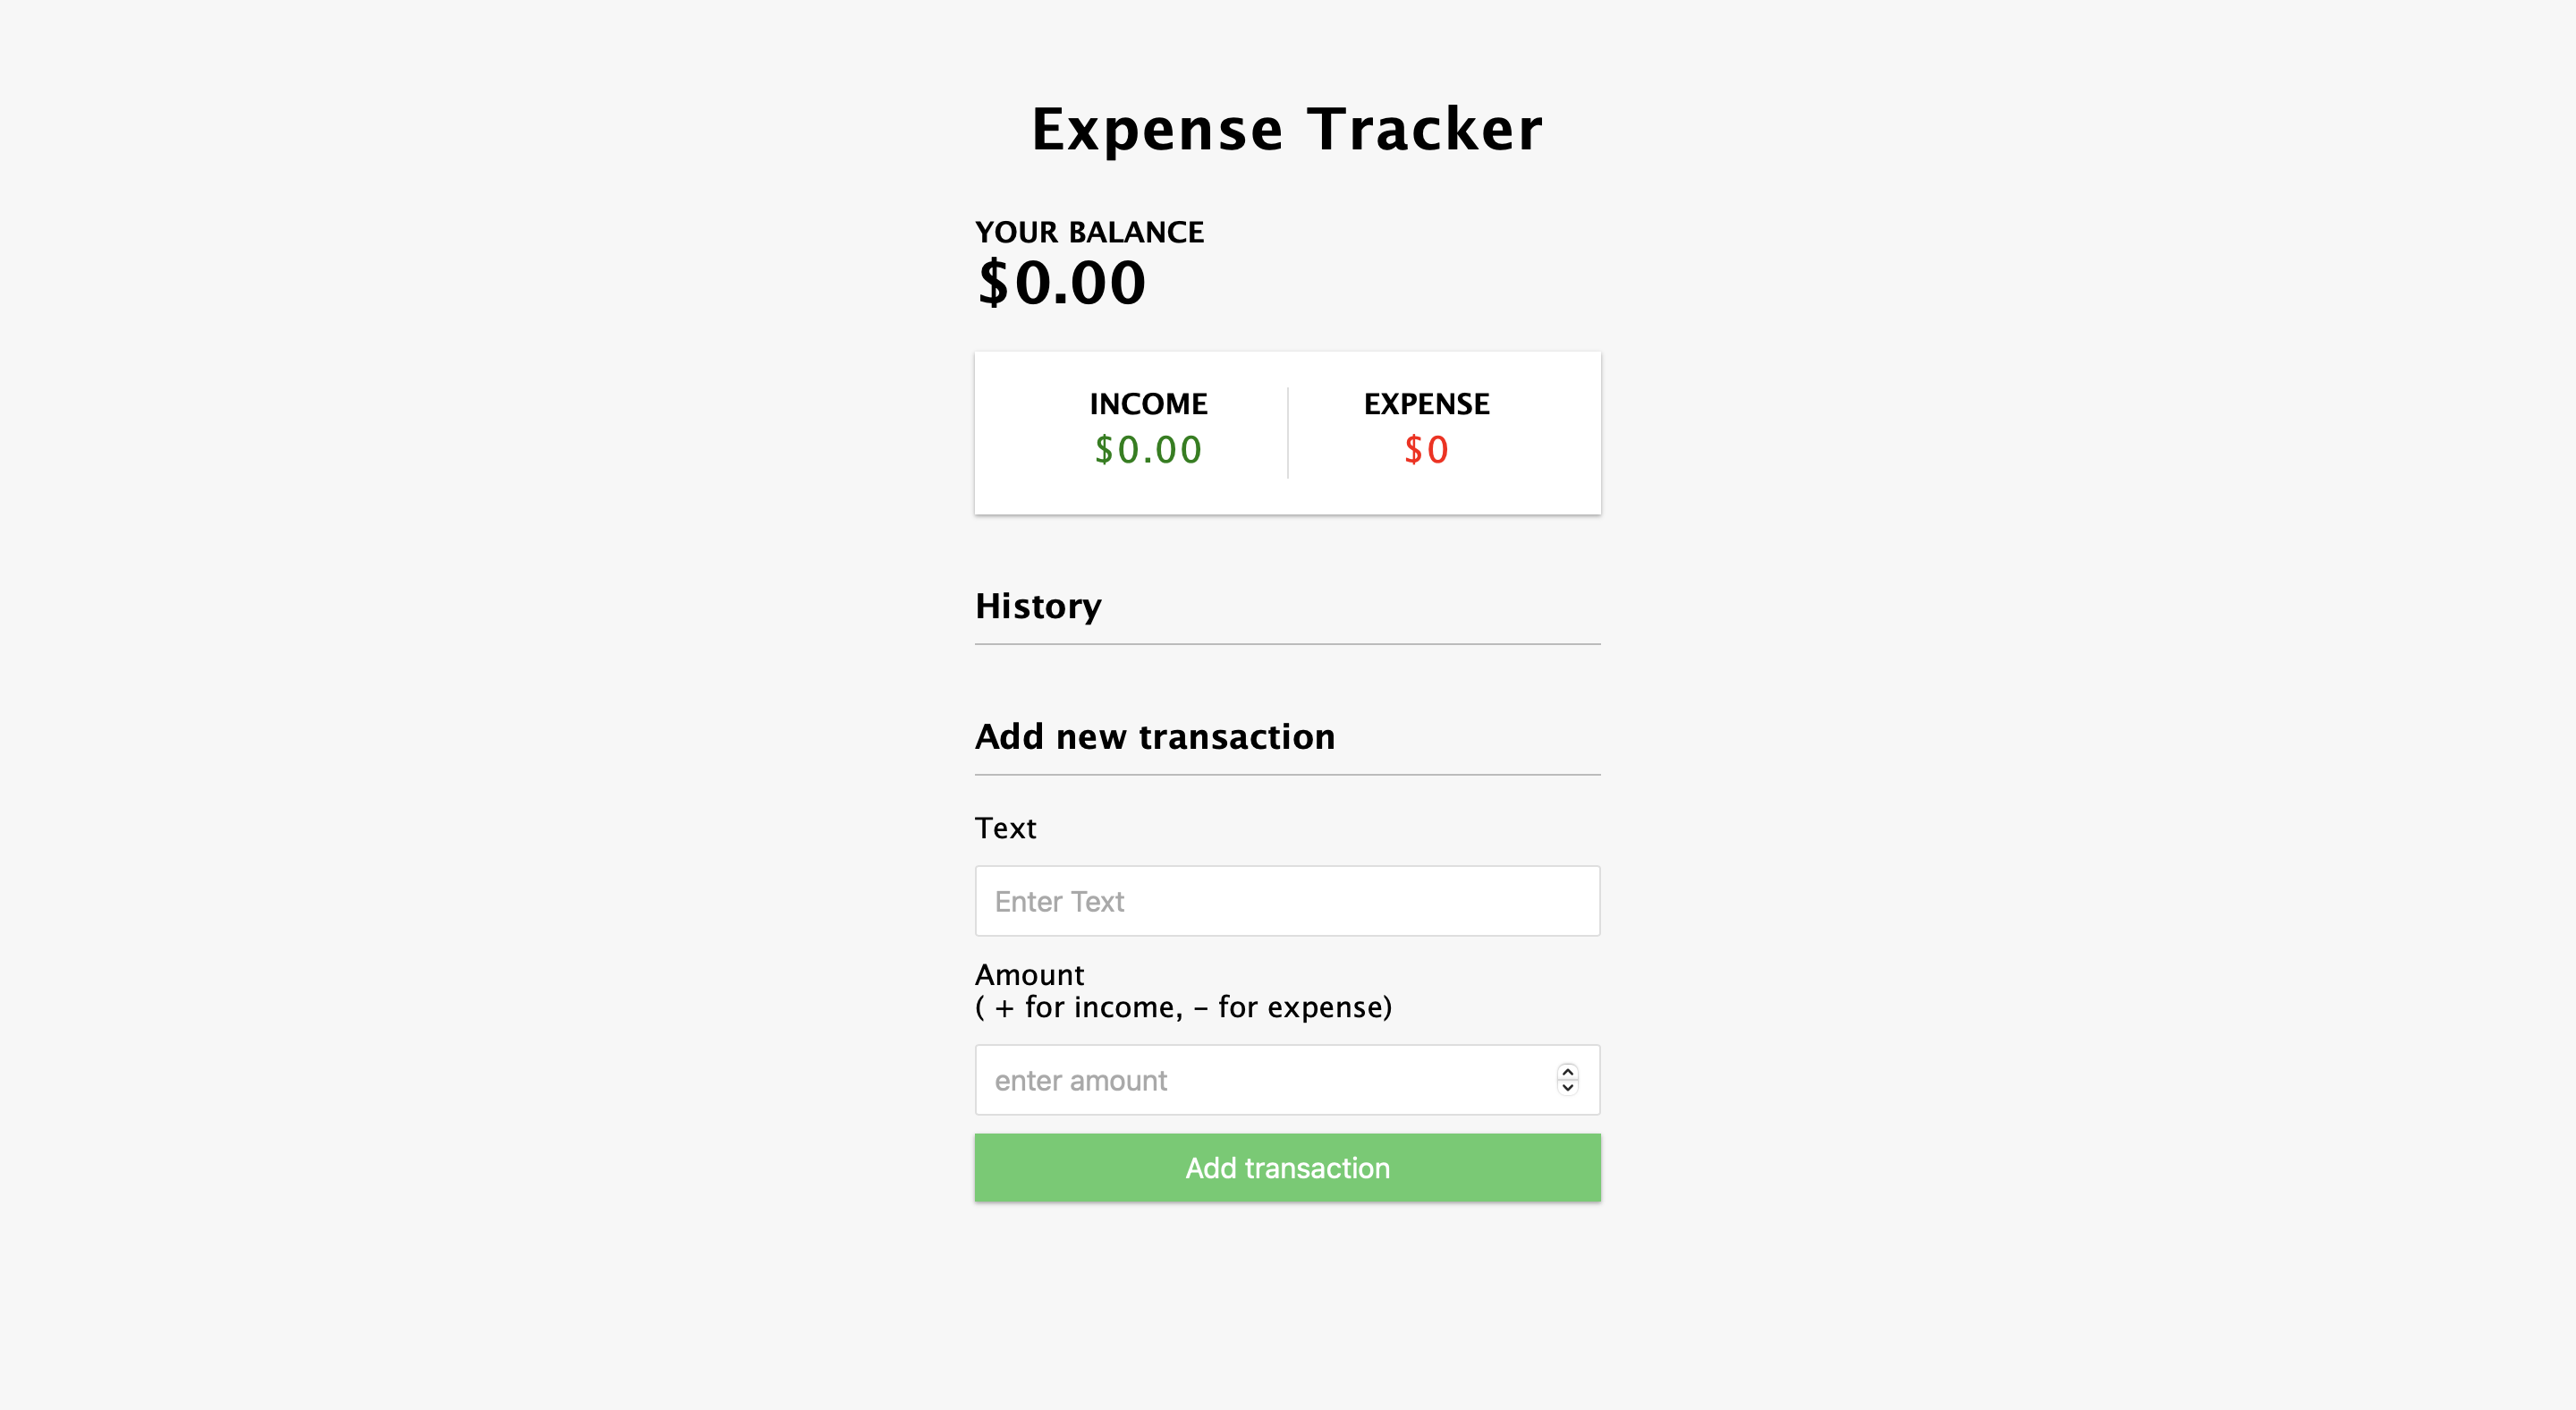 Expense Tracker
YOUR BALANCE
$0.00
INCOME
EXPENSE
$0.00
$0
History
Add new transaction
Text
Enter Text
Amount
( + for income, – for expense)
enter amount
Add transaction